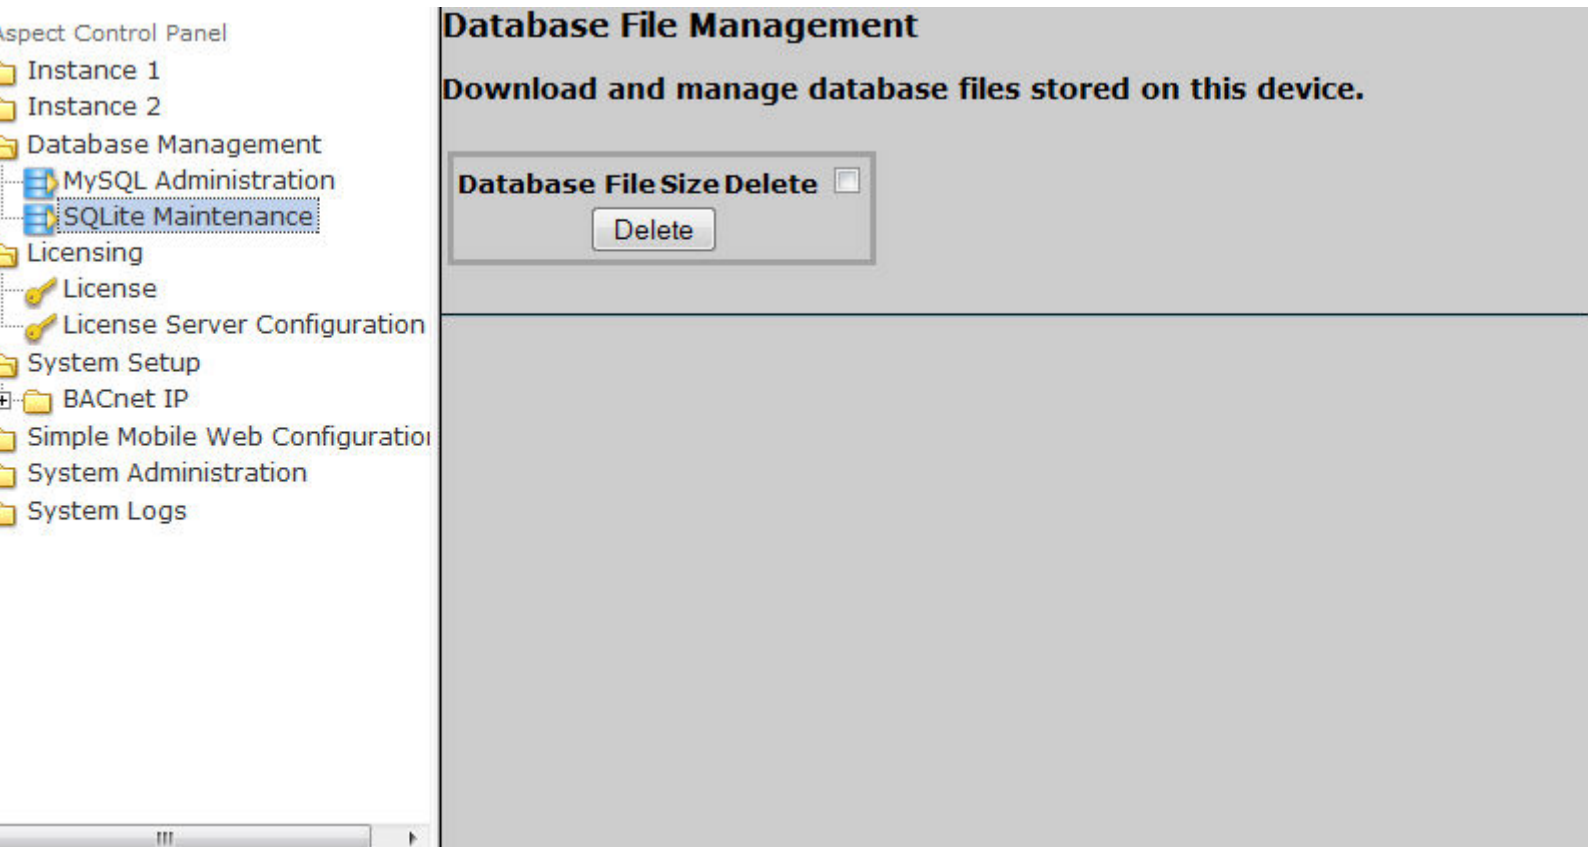 Aspect Control Panel
Instance 1
Instance 2
Database Management
MySQL Administration
SQLite Maintenance
Licensing
License
License Server Configuration
System Setup
BACnet IP
Simple Mobile Web Configuration
System Administration
System Logs
Database File Management
Download and manage database files stored on this device.
Database File Size Delete
Delete